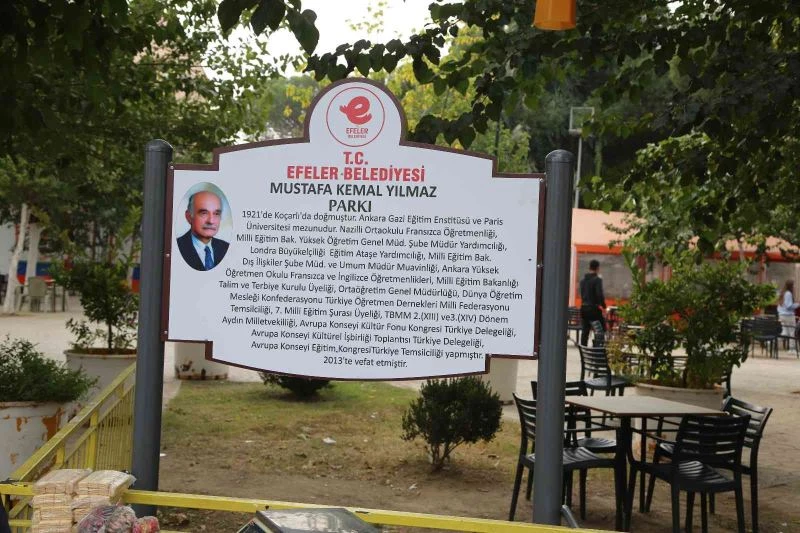 e
EFELER
BELEDİYESİ
T.C.
EFELER BELEDİYESİ
MUSTAFA KEMAL YILMAZ
PARKI
1921'de Koçarlı'da doğmuştur. Ankara Gazi Eğitim Enstitüsü ve Paris
Üniversitesi mezunudur. Nazilli Ortaokulu Fransızca Öğretmenliği,
Milli Eğitim Bak. Yüksek Öğretim Genel Müd. Şube Müdür Yardımcılığı,
Londra Büyükelçiliği Eğitim Ataşe Yardımcılığı, Milli Eğitim Bak.
Dış İlişkiler Şube Müd. ve Umum Müdür Muavinliği, Ankara Yüksek
Öğretmen Okulu Fransızca ve İngilizce Öğretmenlikleri, Milli Eğitim Bakanlığı
Talim ve Terbiye Kurulu Üyeliği, Ortaöğretim Genel Müdürlüğü, Dünya Öğretim
Mesleği Konfederasyonu Türkiye Öğretmen Dernekleri Milli Federasyonu
Temsilciliği, 7. Milli Eğitim Şurası Üyeliği, TBMM 2.(XIII) ve3.(XIV) Dönem
Aydın Milletvekilliği, Avrupa Konseyi Kültür Fonu Kongresi Türkiye Delegeliği,
Avrupa Konseyi Kültürel İşbirliği Toplantısı Türkiye Delegeliği,
Avrupa Konseyi Eğitim,KongresiTürkiye Temsilciliği yapmıştır.
2013'te vefat etmiştir.